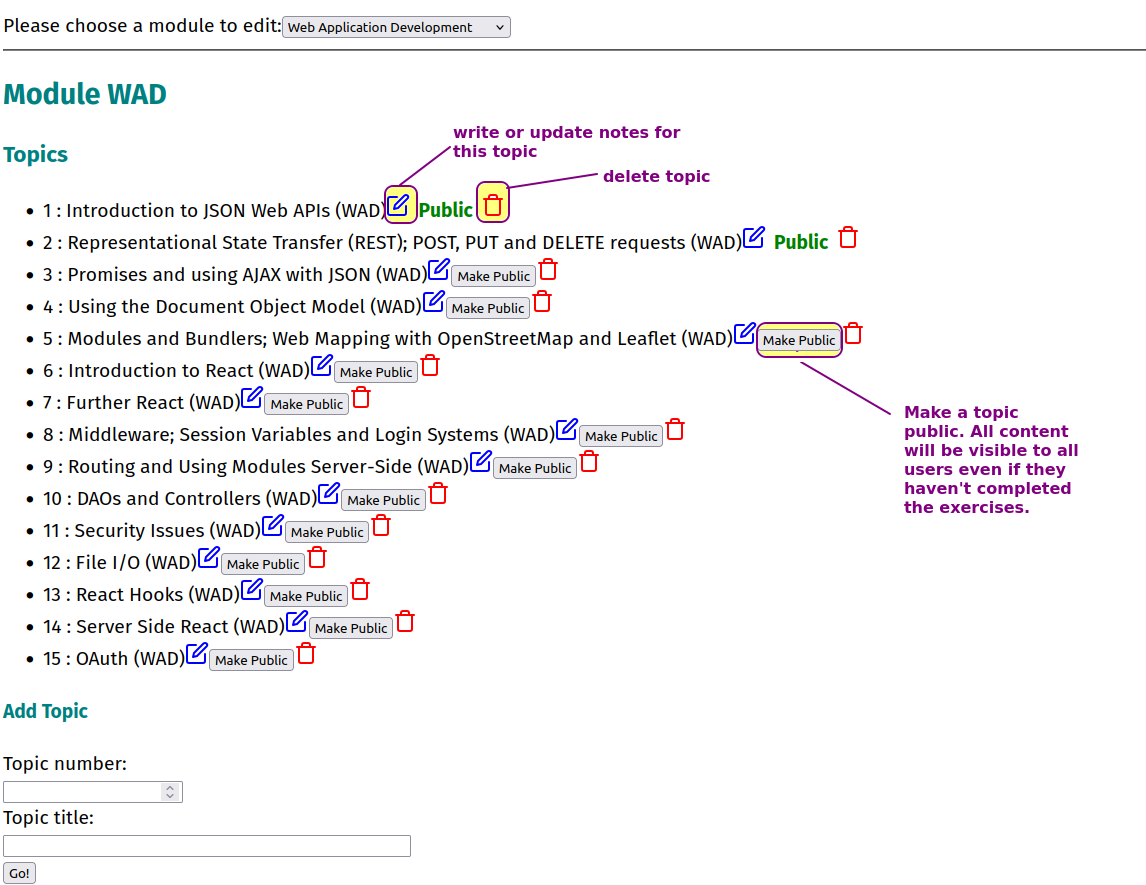 Please choose a module to edit: Web Application Development
Module WAD
write or update notes for
this topic
Topics
delete topic
1 : Introduction to JSON Web APIs (WAD) Public
2 : Representational State Transfer (REST); POST, PUT and DELETE requests (WAD) Public
3 : Promises and using AJAX with JSON (WAD) Make Public
4 : Using the Document Object Model (WAD) Make Public
5 : Modules and Bundlers; Web Mapping with OpenStreetMap and Leaflet (WAD) Make Public
6 : Introduction to React (WAD) Make Public
7 : Further React (WAD) Make Public
Make a topic
public. All content
will be visible to all
users even if they
haven't completed
the exercises.
8 : Middleware; Session Variables and Login Systems (WAD) Make Public
9 : Routing and Using Modules Server-Side (WAD) Make Public
10 : DAOs and Controllers (WAD) Make Public
11 : Security Issues (WAD) Make Public
12 : File I/O (WAD) Make Public
13 : React Hooks (WAD) Make Public
14 : Server Side React (WAD) Make Public
15 : OAuth (WAD) Make Public
Add Topic
Topic number:
Topic title:
Go!